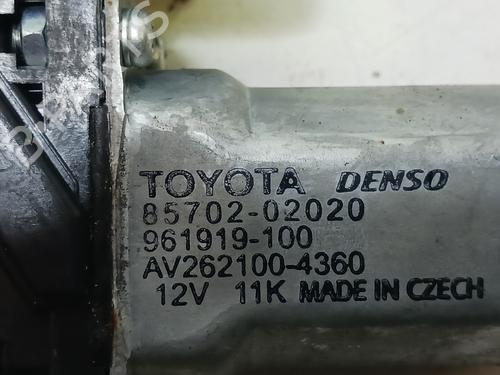 TOYOTA DENSO
85702-02020
961919-100
AV262100-4360
12V 11K MADE IN CZECH